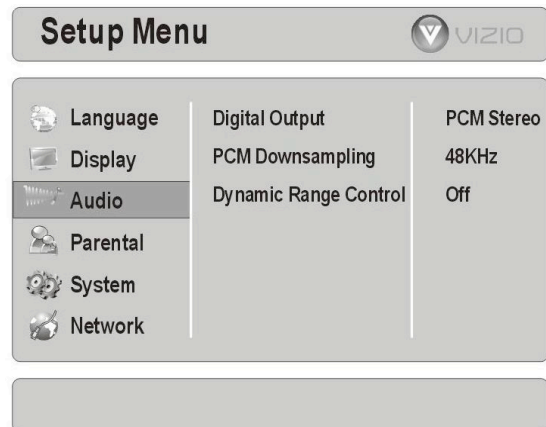 Setup Menu
VIZIO
Language
Digital Output
PCM Stereo
Display
PCM Downsampling
48KHz
Audio
Dynamic Range Control
Off
Parental
System
Network